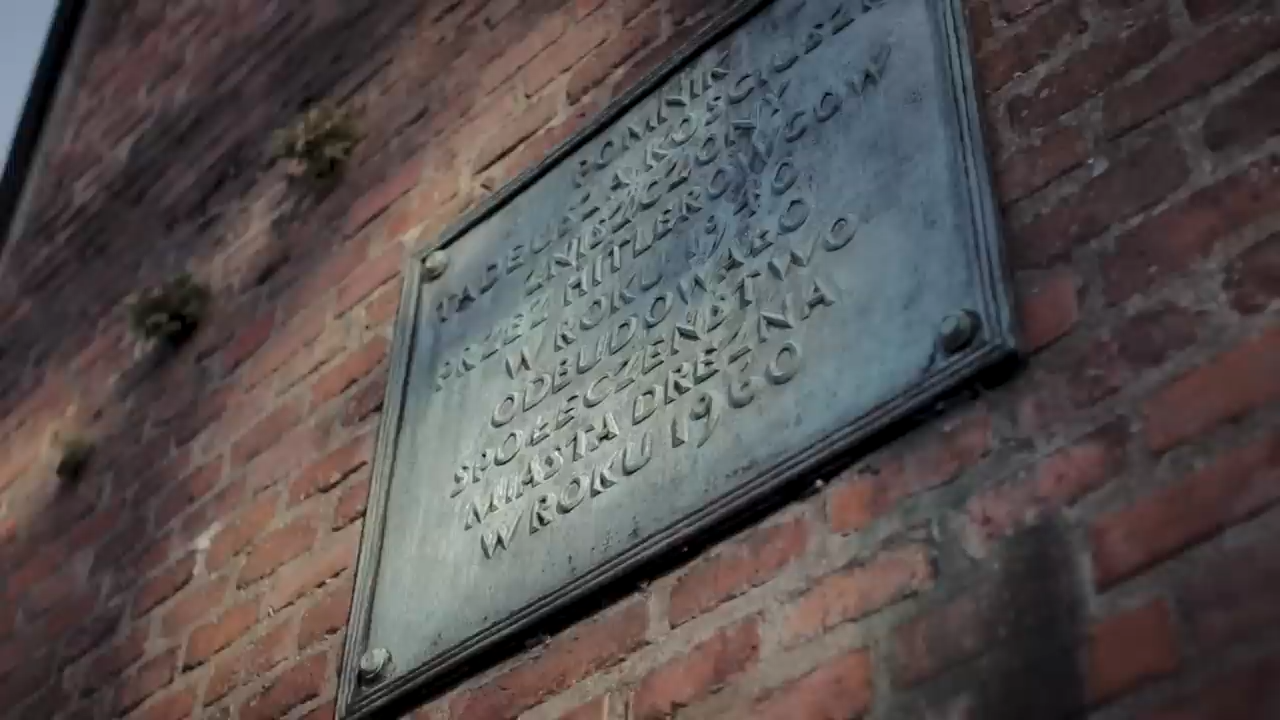 POMNIK
TADEUSZA KOŚCIUSZKI
ZNISZCZONY
PRZEZ HITLEROWCÓW
W ROKU 1940
ODBUDOWAŁO
SPOŁECZEŃSTWO
MIASTA DREZNA
W ROKU 1960